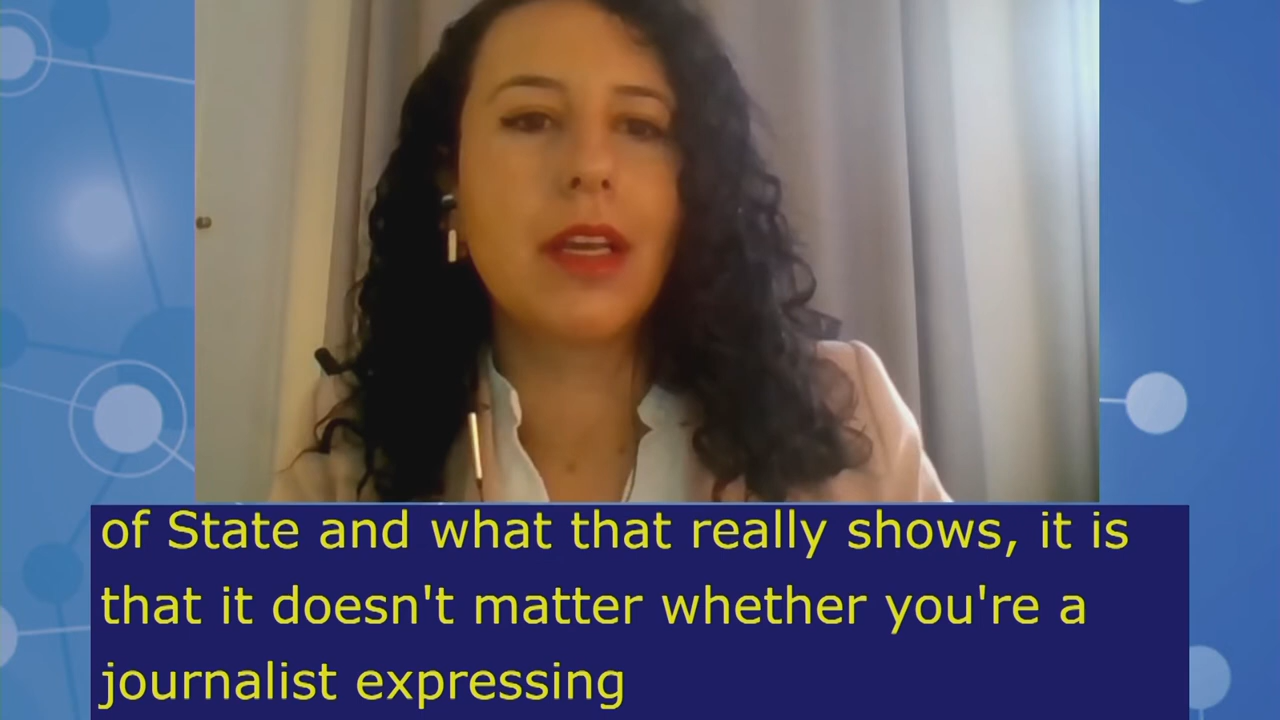 of State and what that really shows, it is
that it doesn't matter whether you're a
journalist expressing